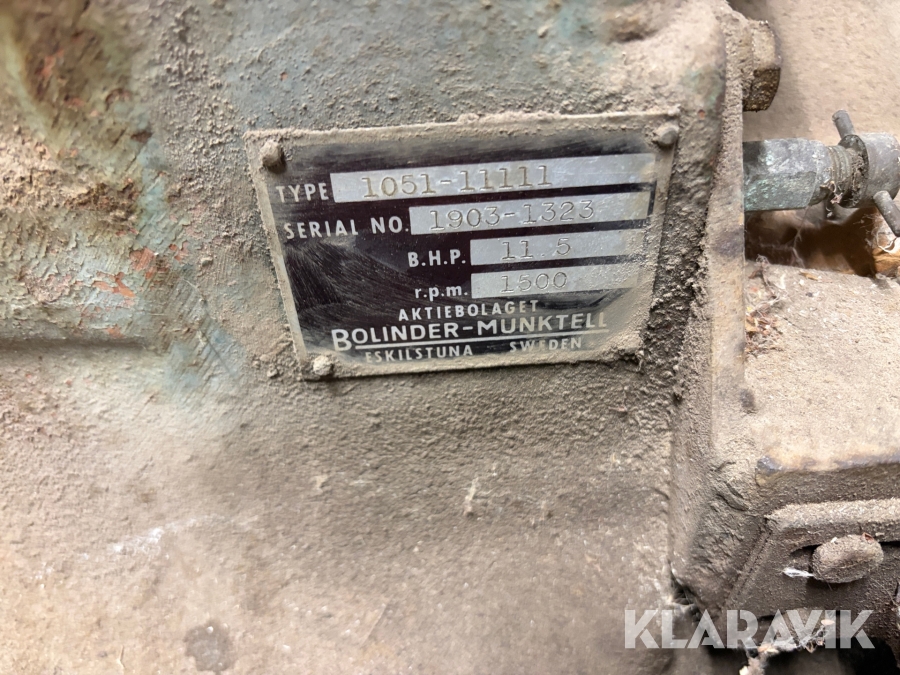 TYPE 1051-11111
SERIAL NO. 1903-1323
B.H.P. 11 5
r.p.m. 1500
AKTIEBOLAGET
BOLINDER-MUNKTELL
ESKILSTUNA SWEDEN
KLARAVIK